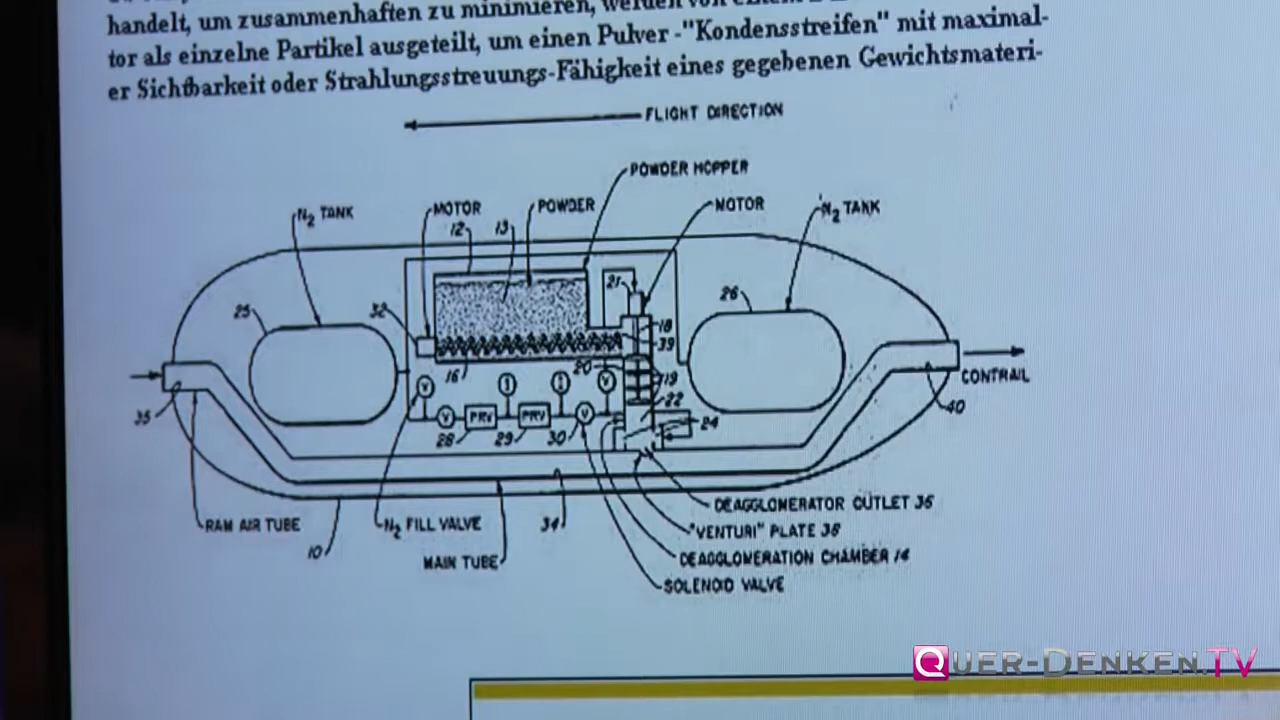 handelt, um zusammenhaften zu minimieren, werden von einem
tor als einzelne Partikel ausgeteilt, um einen Pulver -"Kondensstreifen" mit maximal-
er Sichtbarkeit oder Strahlungsstreuungs-Fähigkeit eines gegebenen Gewichtsmateri-
FLIGHT DIRECTION
POWDER HOPPER
N2 TANK
MOTOR
POWDER
MOTOR
N2 TANK
12
13
21
25
26
32
18
39
16
20
19
22
24
V
I
I
V
V
PRV
PRV
V
28
29
30
35
CONTRAIL
40
RAM AIR TUBE
10
N2 FILL VALVE
34
MAIN TUBE
DEAGGLOMERATOR OUTLET 36
"VENTURI" PLATE 38
DEAGGLOMERATION CHAMBER 14
SOLENOID VALVE
QUER-DENKEN.TV